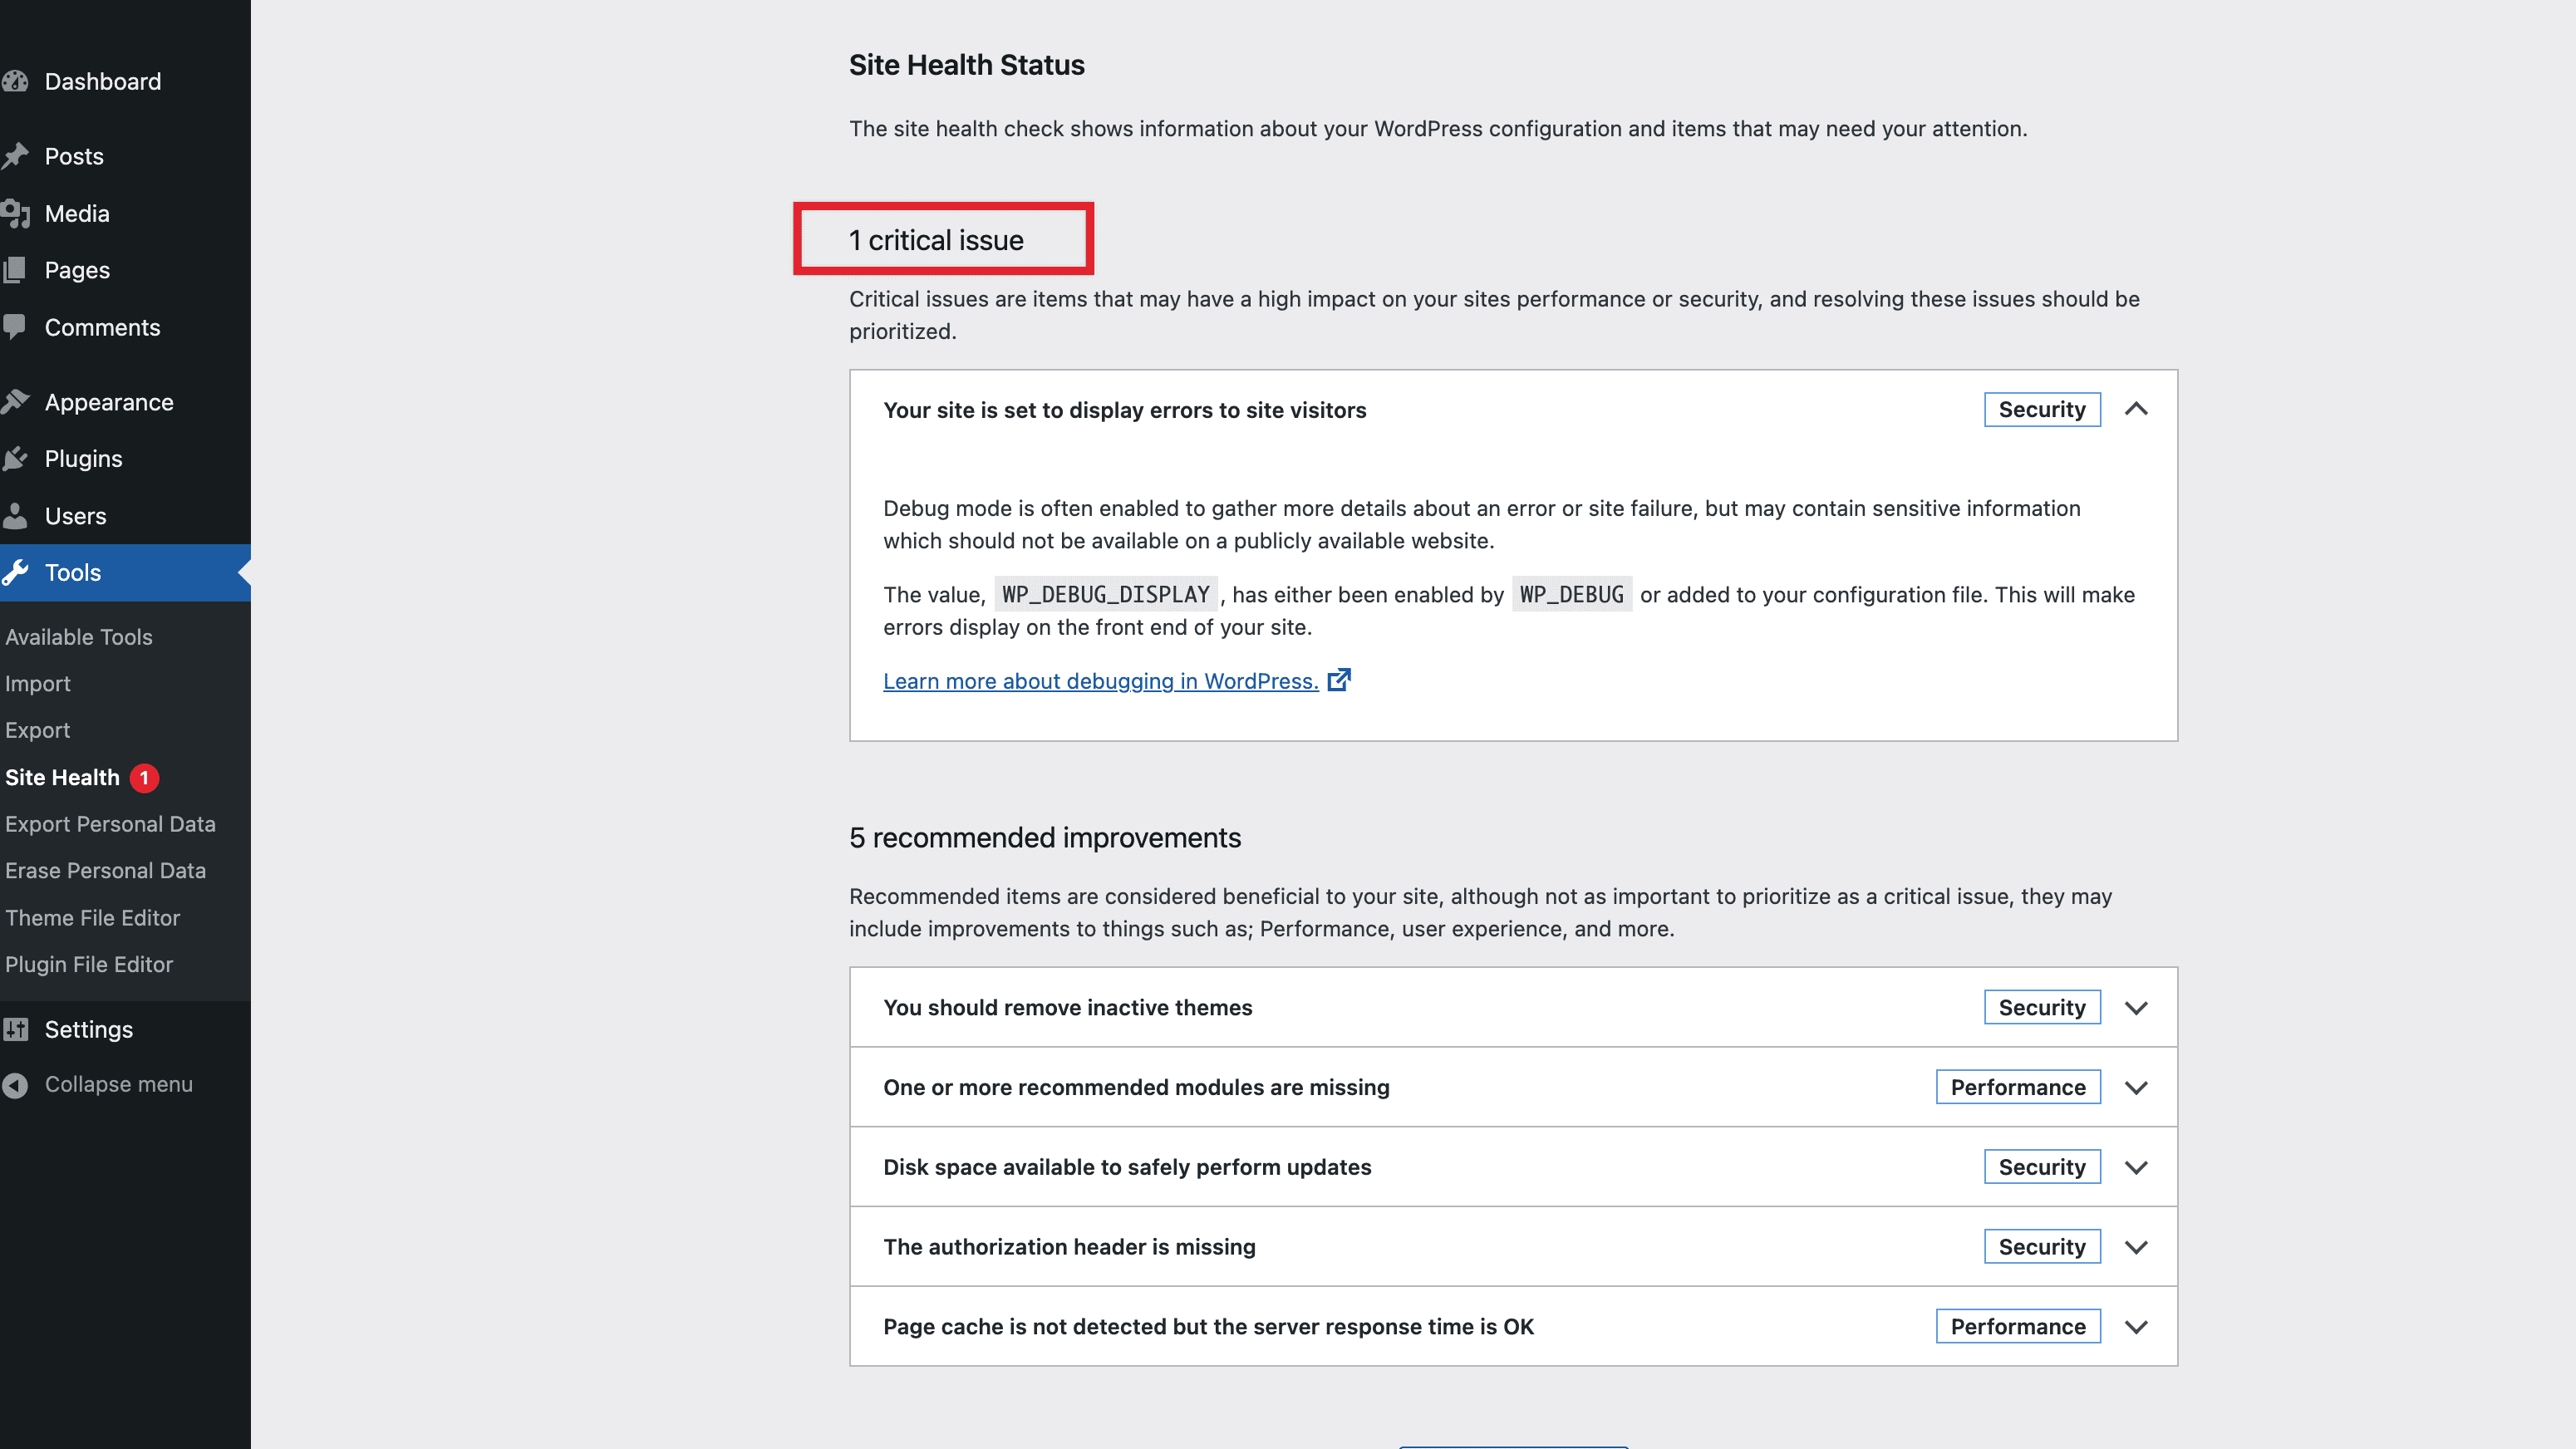 Dashboard
Posts
Media
Pages
Comments
Appearance
Plugins
Users
Tools
Available Tools
Import
Export
Site Health 1
Export Personal Data
Erase Personal Data
Theme File Editor
Plugin File Editor
Settings
Collapse menu
Site Health Status
The site health check shows information about your WordPress configuration and items that may need your attention.
1 critical issue
Critical issues are items that may have a high impact on your sites performance or security, and resolving these issues should be
prioritized.
Your site is set to display errors to site visitors Security
Debug mode is often enabled to gather more details about an error or site failure, but may contain sensitive information
which should not be available on a publicly available website.
The value, WP_DEBUG_DISPLAY , has either been enabled by WP_DEBUG or added to your configuration file. This will make
errors display on the front end of your site.
Learn more about debugging in WordPress.
5 recommended improvements
Recommended items are considered beneficial to your site, although not as important to prioritize as a critical issue, they may
include improvements to things such as; Performance, user experience, and more.
You should remove inactive themes Security
One or more recommended modules are missing Performance
Disk space available to safely perform updates Security
The authorization header is missing Security
Page cache is not detected but the server response time is OK Performance